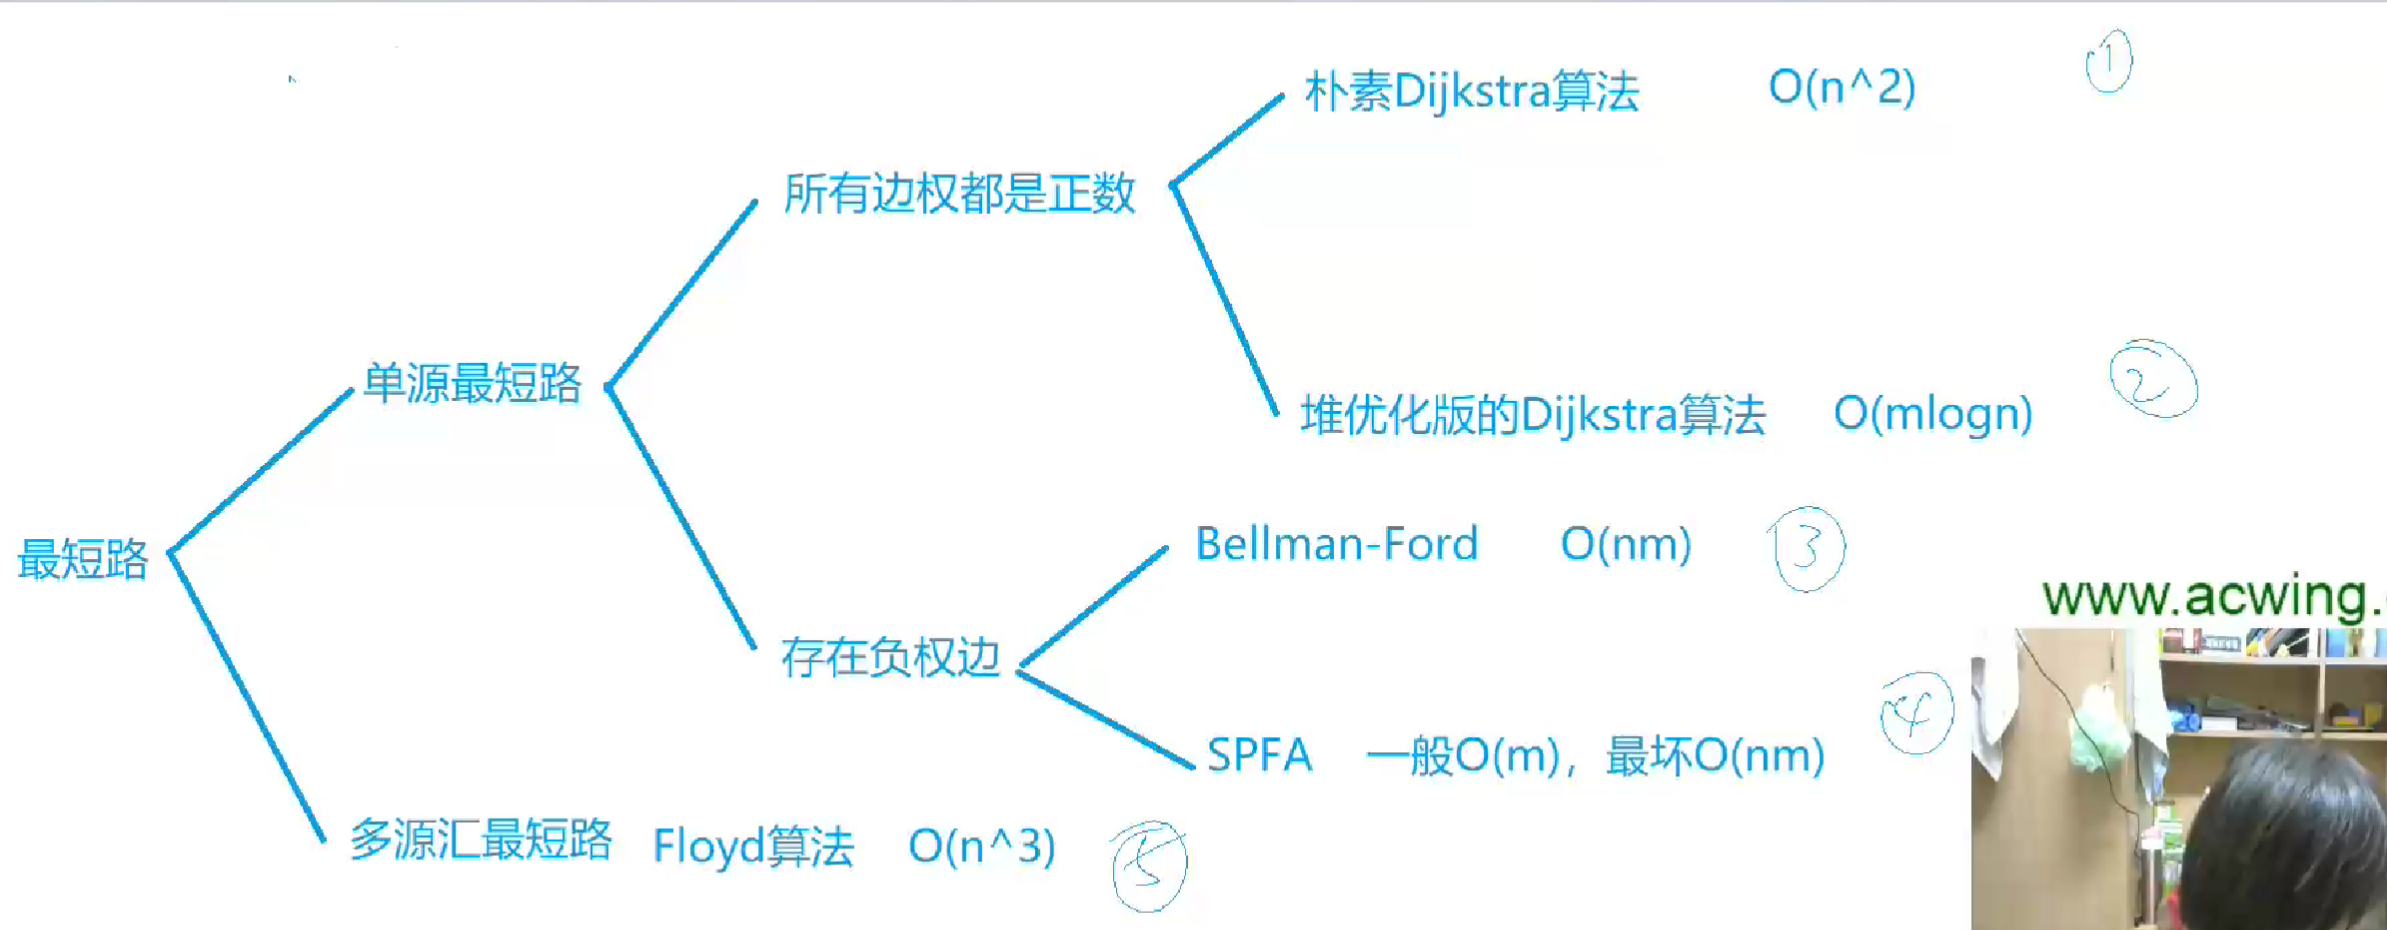 朴素Dijkstra算法 O(n^2) ①
所有边权都是正数
单源最短路
堆优化版的Dijkstra算法 O(mlogn) ②
Bellman-Ford O(nm) ③
最短路
www.acwing.
存在负权边
SPFA 一般O(m)，最坏O(nm) ④
多源汇最短路 Floyd算法 O(n^3) ⑤